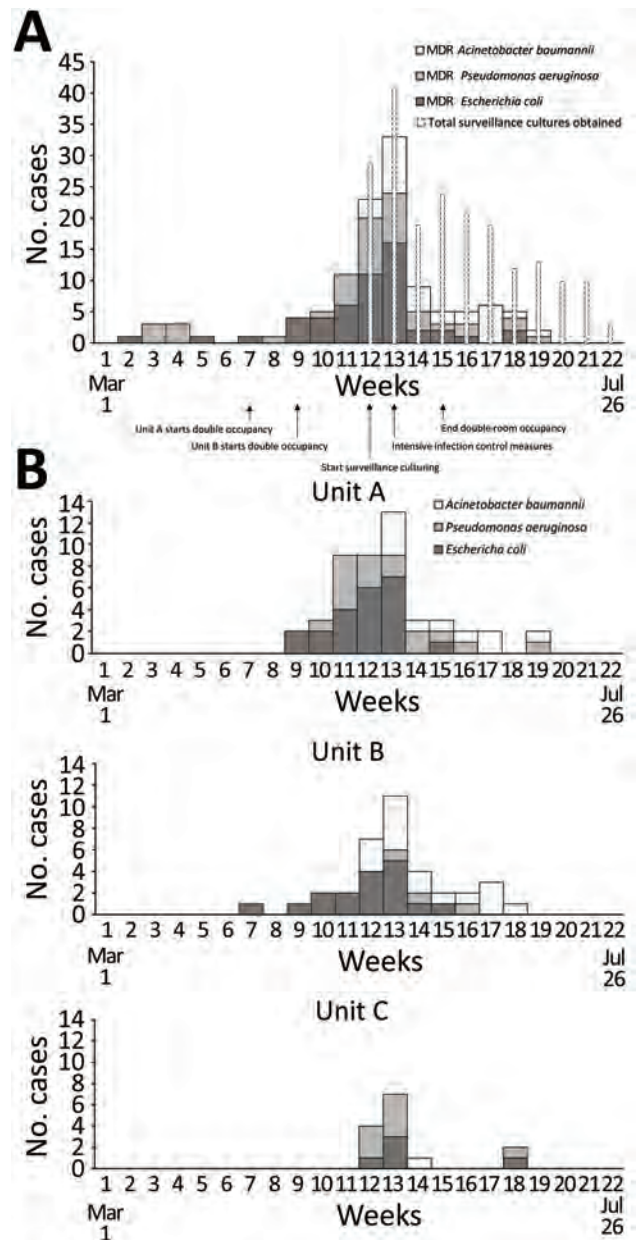 A
MDR Acinetobacter baumannii
MDR Pseudomonas aeruginosa
MDR Escherichia coli
Total surveillance cultures obtained
45
40
35
30
25
20
15
10
5
0
No. cases
1 2 3 4 5 6 7 8 9 10 11 12 13 14 15 16 17 18 19 20 21 22
Mar Jul
1 Weeks 26
Unit A starts double occupancy End double-room occupancy
Unit B starts double occupancy Intensive infection control measures
Start surveillance culturing
B
Unit A
Acinetobacter baumannii
Pseudomonas aeruginosa
Eschericha coli
14
12
10
8
6
4
2
0
No. cases
1 2 3 4 5 6 7 8 9 10 11 12 13 14 15 16 17 18 19 20 21 22
Mar Jul
1 Weeks 26
Unit B
14
12
10
8
6
4
2
0
No. cases
1 2 3 4 5 6 7 8 9 10 11 12 13 14 15 16 17 18 19 20 21 22
Mar Jul
1 Weeks 26
Unit C
14
12
10
8
6
4
2
0
No. cases
1 2 3 4 5 6 7 8 9 10 11 12 13 14 15 16 17 18 19 20 21 22
Mar Jul
1 Weeks 26